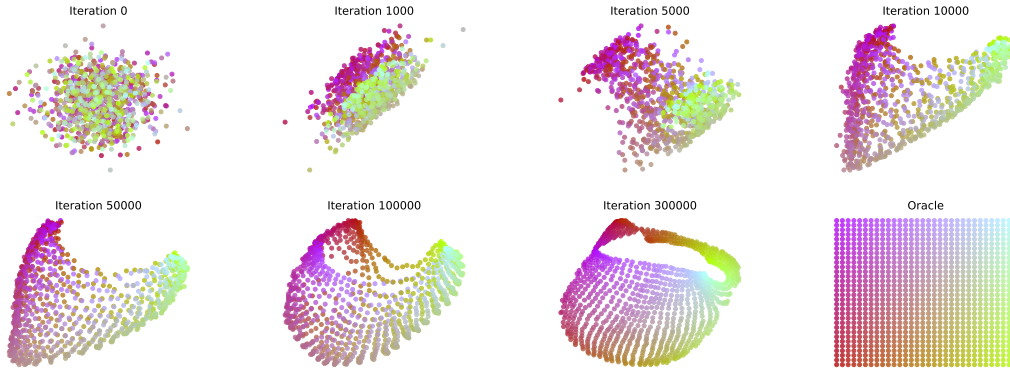 Iteration 0
Iteration 1000
Iteration 5000
Iteration 10000
Iteration 50000
Iteration 100000
Iteration 300000
Oracle